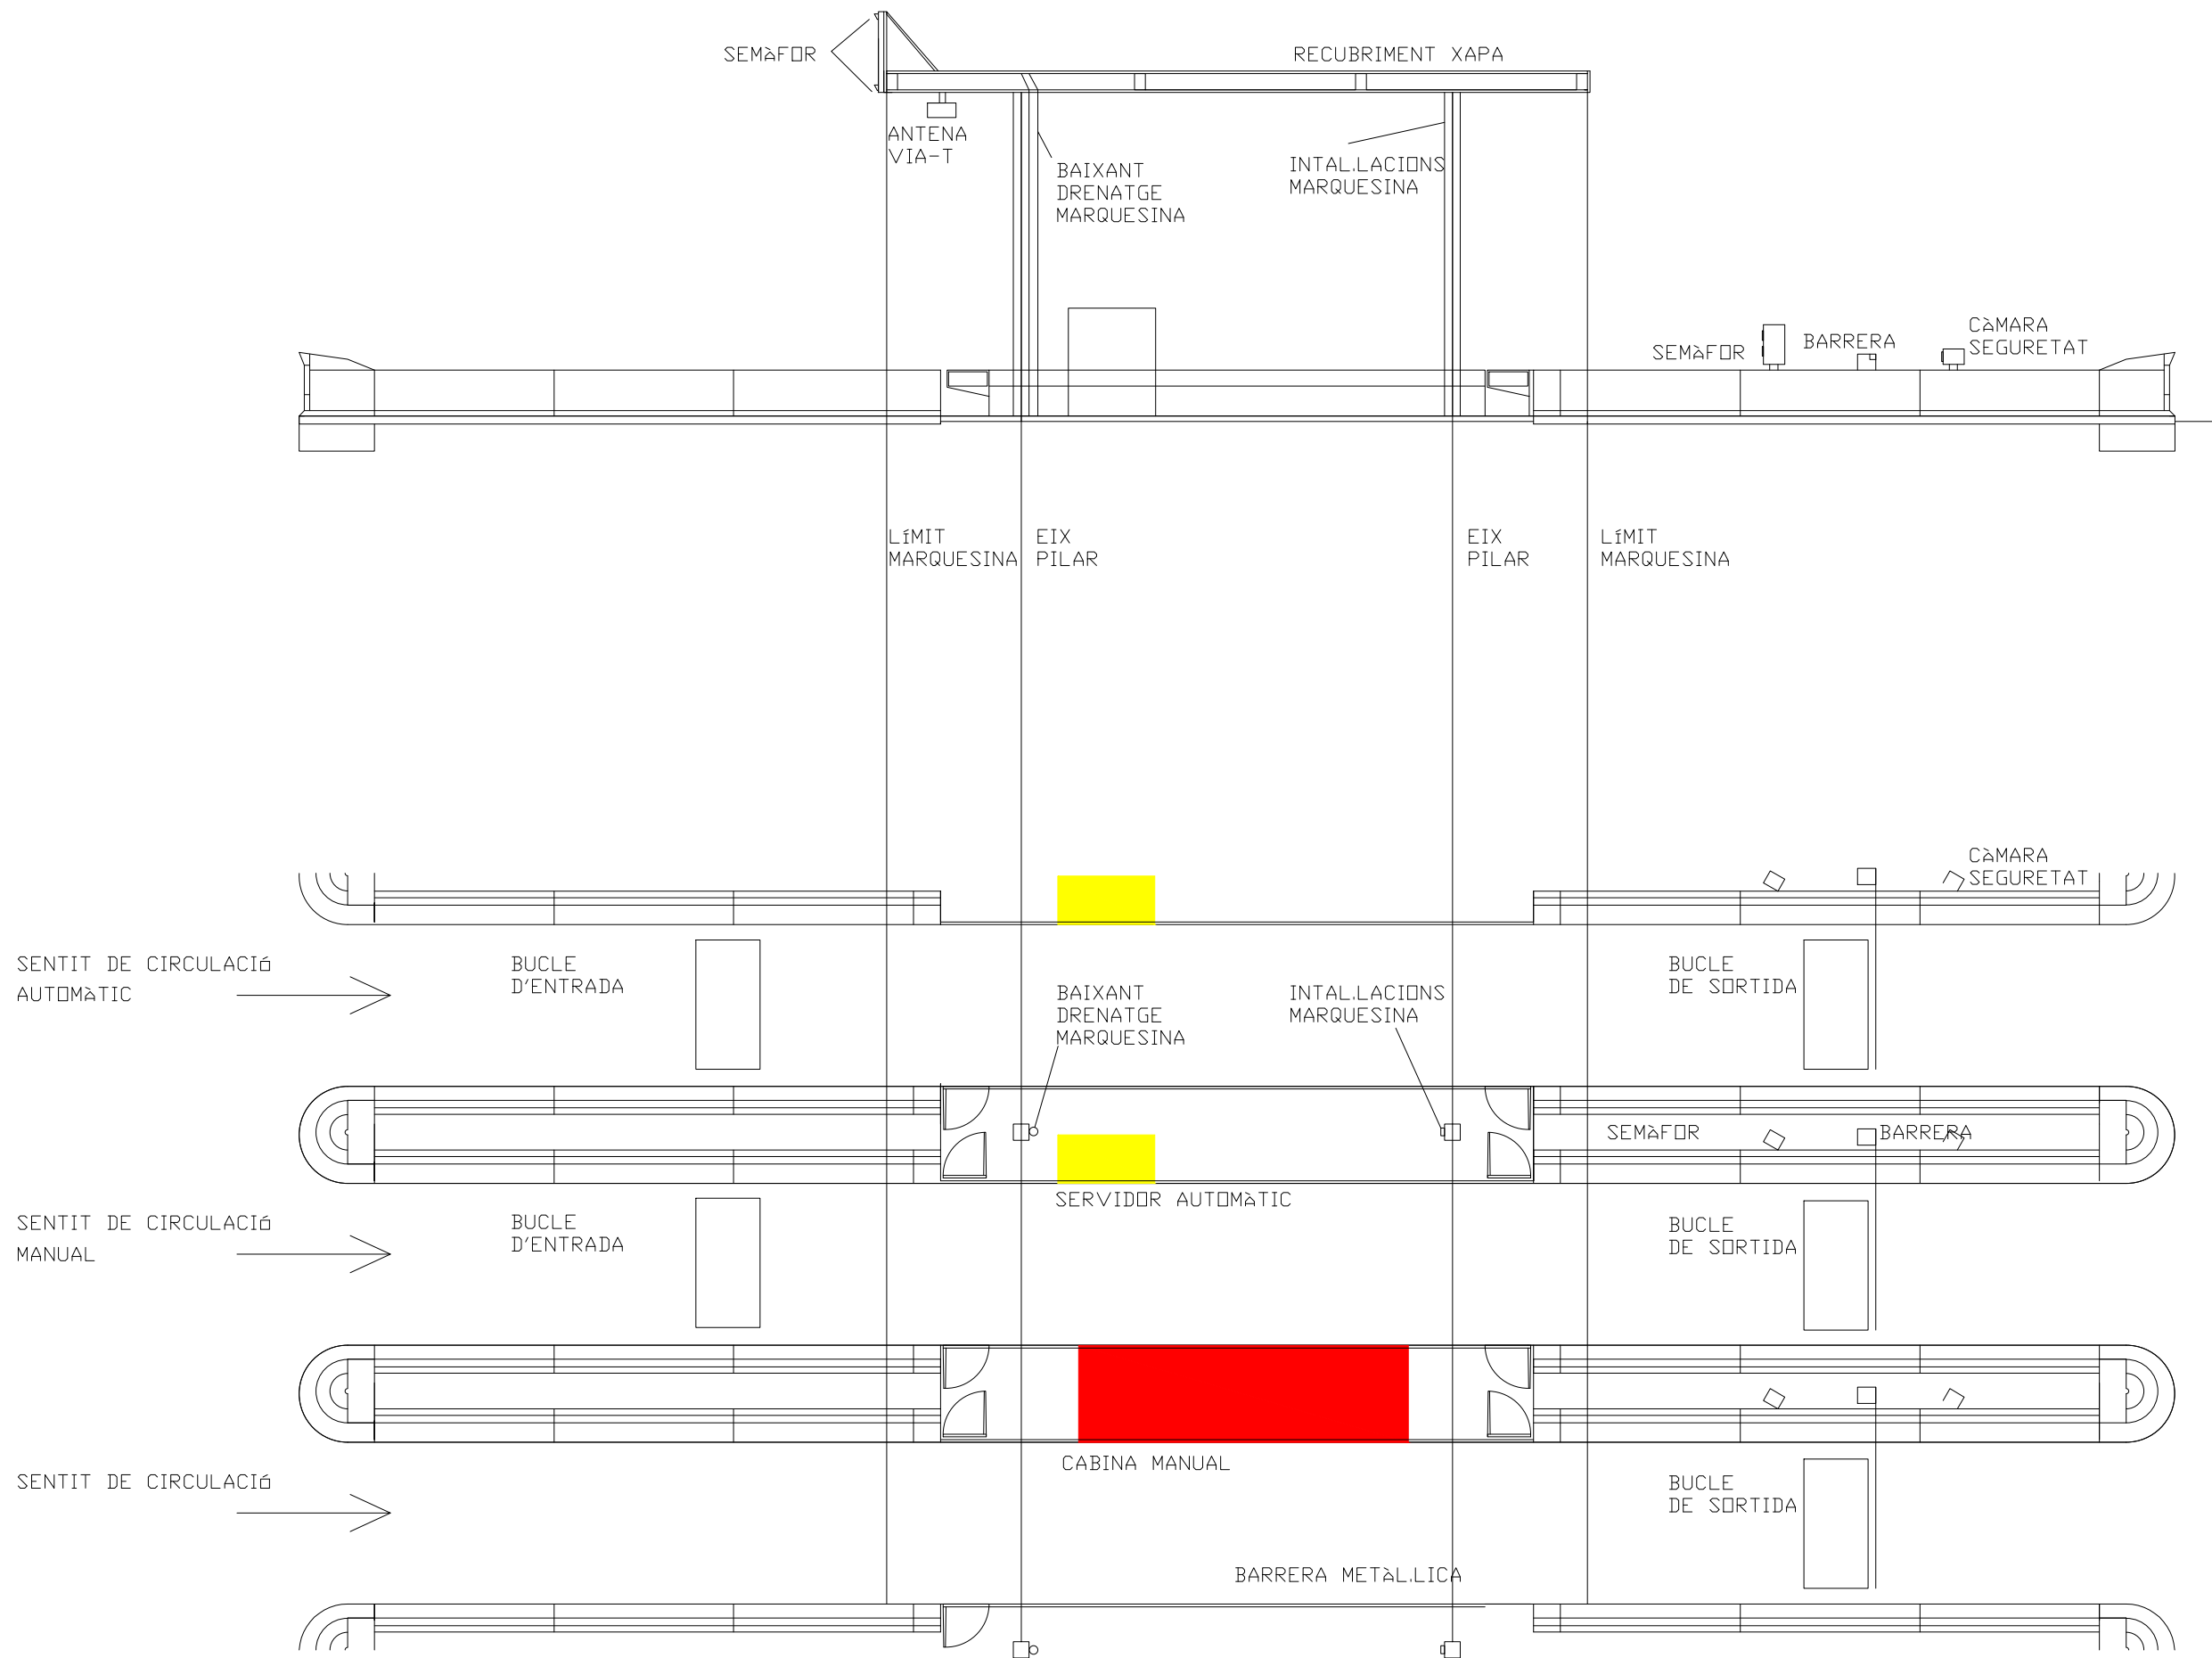 SEMàFOR
RECUBRIMENT XAPA
ANTENA
VIA-T
BAIXANT
DRENATGE
MARQUESINA
INTAL.LACIONS
MARQUESINA
SEMàFOR
BARRERA
CàMARA
SEGURETAT
LíMIT
MARQUESINA
EIX
PILAR
EIX
PILAR
LíMIT
MARQUESINA
CàMARA
SEGURETAT
SENTIT DE CIRCULACIó
AUTOMàTIC
BUCLE
D'ENTRADA
BAIXANT
DRENATGE
MARQUESINA
INTAL.LACIONS
MARQUESINA
BUCLE
DE SORTIDA
SEMàFOR
BARRERA
SERVIDOR AUTOMàTIC
SENTIT DE CIRCULACIó
MANUAL
BUCLE
D'ENTRADA
BUCLE
DE SORTIDA
CABINA MANUAL
SENTIT DE CIRCULACIó
BUCLE
DE SORTIDA
BARRERA METàL.LICA